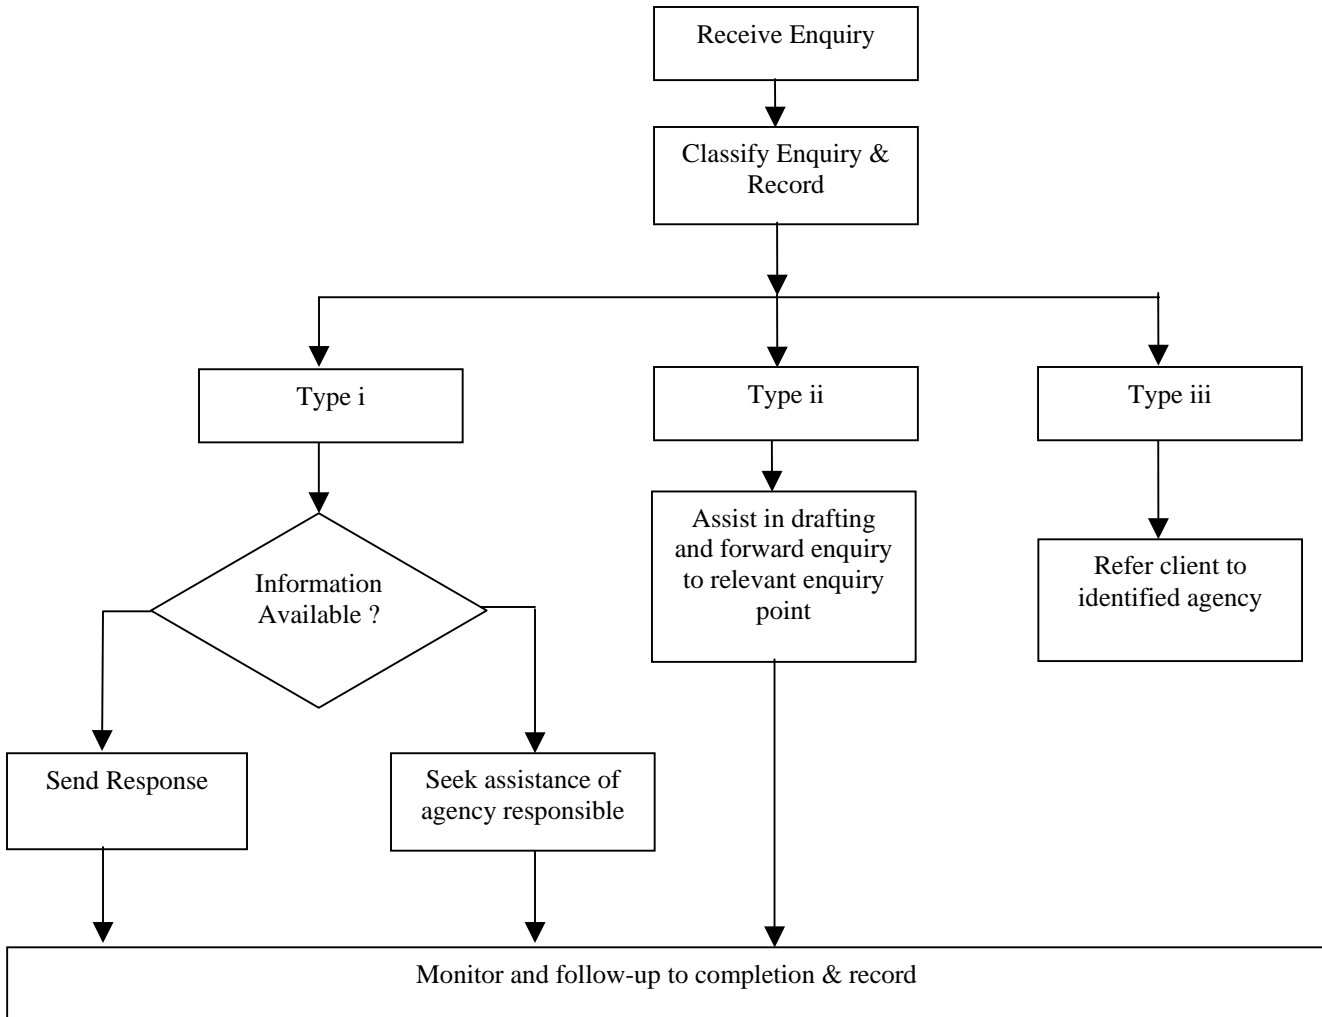 Receive Enquiry
Classify Enquiry &
Record
Type i
Type ii
Type iii
Information
Available ?
Assist in drafting
and forward enquiry
to relevant enquiry
point
Refer client to
identified agency
Send Response
Seek assistance of
agency responsible
Monitor and follow-up to completion & record